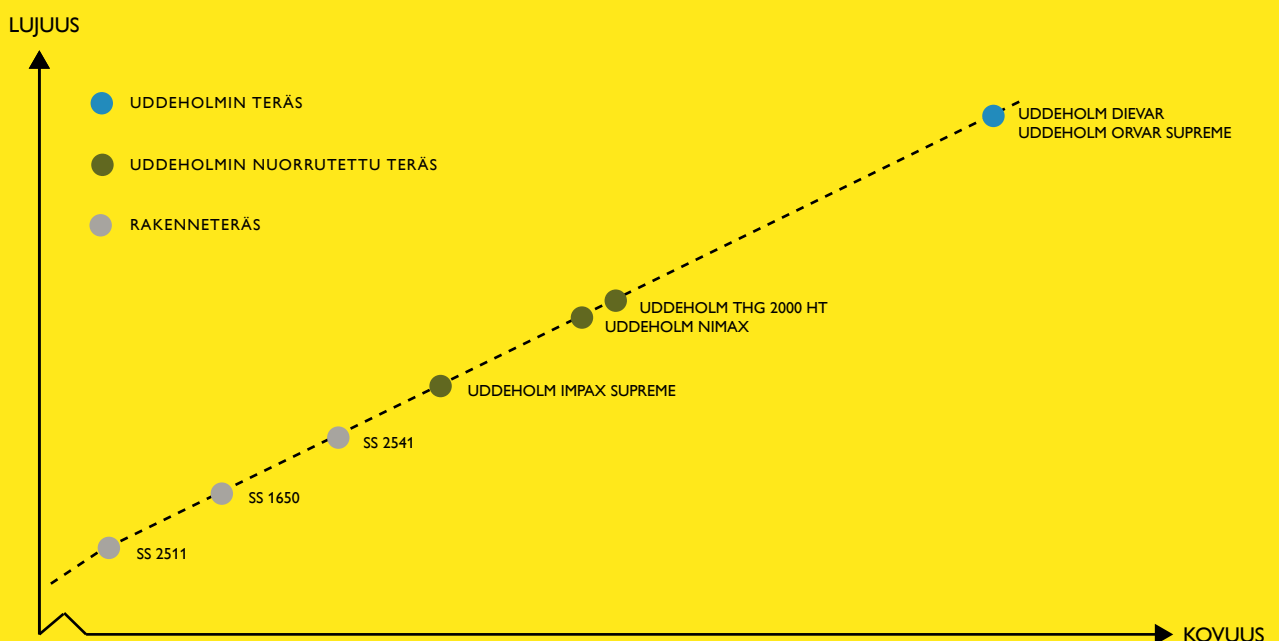 LUJUUS
UDDEHOLMIN TERÄS
UDDEHOLMIN NUORRUTETTU TERÄS
RAKENNETERÄS
UDDEHOLM DIEVAR
UDDEHOLM ORVAR SUPREME
UDDEHOLM THG 2000 HT
UDDEHOLM NIMAX
UDDEHOLM IMPAX SUPREME
SS 2541
SS 1650
SS 2511
KOVUUS